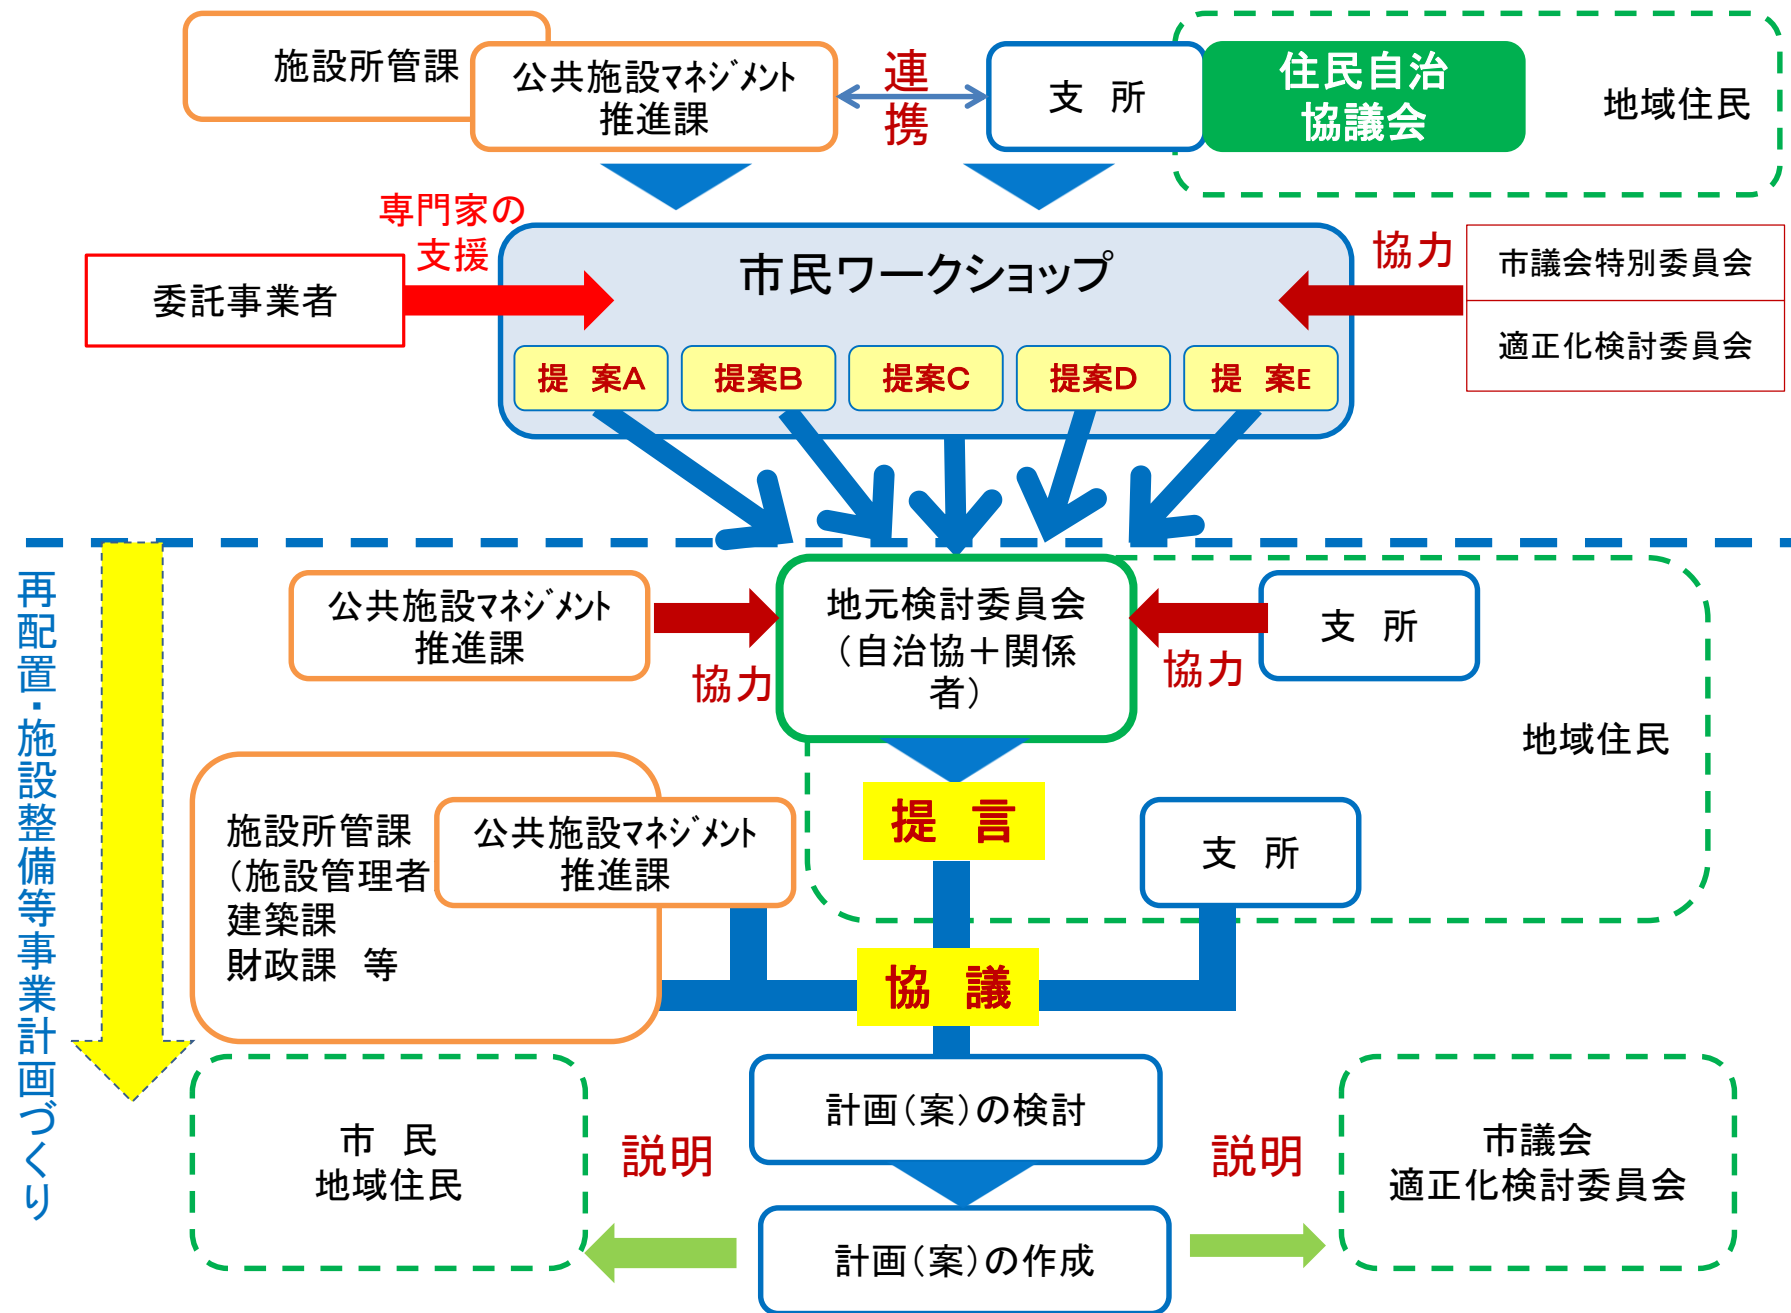 施設所管課
公共施設マネジメント
推進課
連
携
支　所
住民自治
協議会
地域住民
専門家の
支援
委託事業者
市民ワークショップ
協力
市議会特別委員会
適正化検討委員会
提　案A
提案B
提案C
提案D
提　案E
再配置・施設整備等事業計画づくり
公共施設マネジメント
推進課
協力
地元検討委員会
（自治協＋関係
者）
協力
支　所
地域住民
提　言
施設所管課
（施設管理者
建築課
財政課　等
公共施設マネジメント
推進課
支　所
協　議
計画（案）の検討
市　民
地域住民
説明
説明
市議会
適正化検討委員会
計画（案）の作成